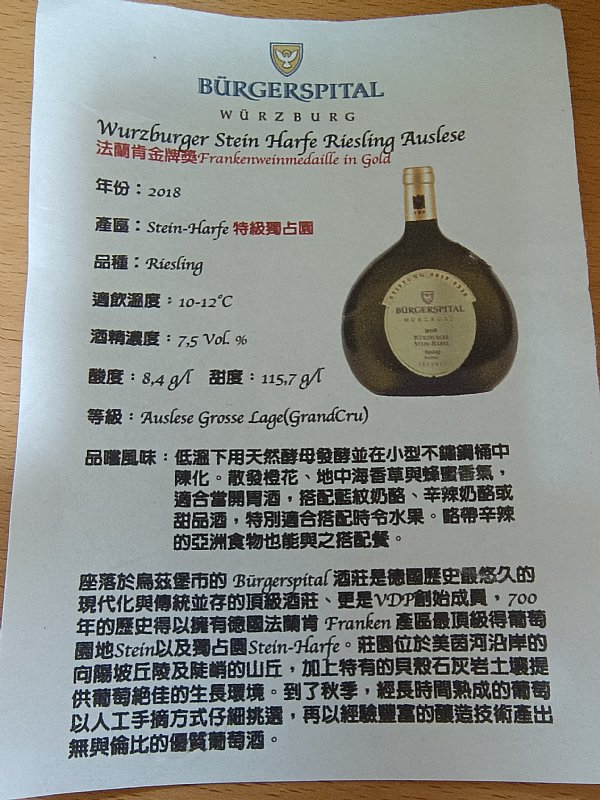 BÜRGERSPITAL
WÜRZBURG
Wurzburger Stein Harfe Riesling Auslese
法蘭肯金牌獎Frankenweinmedaille in Gold
年份：2018
產區：Stein-Harfe 特級獨占園
品種：Riesling
適飲溫度：10-12°C
酒精濃度：7,5 Vol. %
酸度：8,4 g/l 甜度：115,7 g/l
等級：Auslese Grosse Lage(GrandCru)
STIFTUNG SEIT 1316
BÜRGERSPITAL
WÜRZBURG
WÜRZBURGER
STEIN-HARFE
Riesling
品嚐風味：低溫下用天然酵母發酵並在小型不鏽鋼桶中
陳化。散發橙花、地中海香草與蜂蜜香氣，
適合當開胃酒，搭配藍紋奶酪、辛辣奶酪或
甜品酒，特別適合搭配時令水果。略帶辛辣
的亞洲食物也能與之搭配餐。
座落於烏茲堡市的 Bürgerspital 酒莊是德國歷史最悠久的
現代化與傳統並存的頂級酒莊、更是VDP創始成員，700
年的歷史得以擁有德國法蘭肯 Franken 產區最頂級得葡萄
園地Stein以及獨占園Stein-Harfe。莊園位於美茵河沿岸的
向陽坡丘陵及陡峭的山丘，加上特有的貝殼石灰岩土壤提
供葡萄絕佳的生長環境。到了秋季，經長時間熟成的葡萄
以人工手摘方式仔細挑選，再以經驗豐富的釀造技術產出
無與倫比的優質葡萄酒。